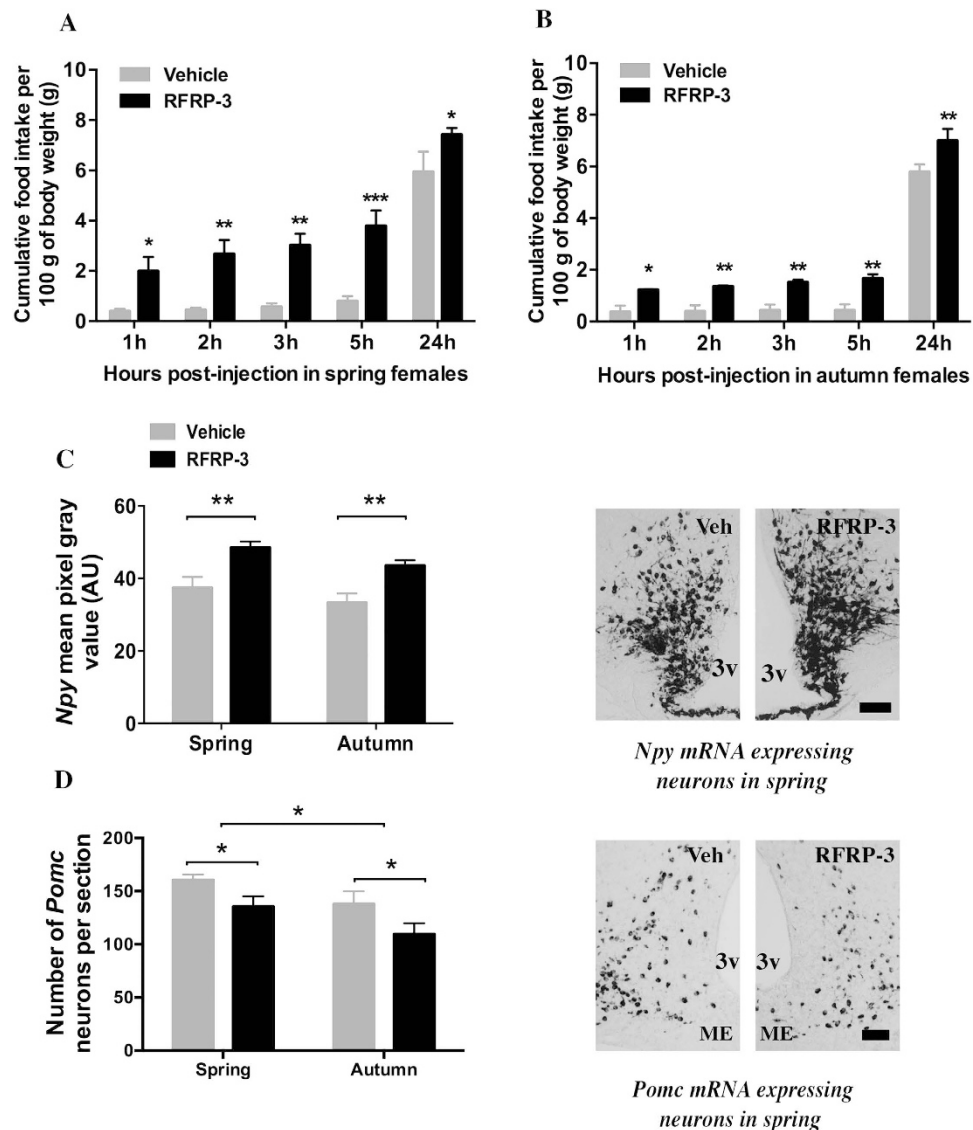 A
Cumulative food intake per
100 g of body weight (g)
10
8
6
4
2
0
Vehicle
RFRP-3
*
**
**
***
*
1h 2h 3h 5h 24h
Hours post-injection in spring females
B
Cumulative food intake per
100 g of body weight (g)
10
8
6
4
2
0
Vehicle
RFRP-3
*
**
**
**
**
1h 2h 3h 5h 24h
Hours post-injection in autumn females
C
Vehicle
RFRP-3
Npy mean pixel gray
value (AU)
60
40
20
0
**
**
Spring Autumn
Veh
3v
RFRP-3
3v
Npy mRNA expressing
neurons in spring
D
Number of Pomc
neurons per section
200
150
100
50
0
*
*
*
Spring Autumn
Veh
3v
ME
RFRP-3
3v
ME
Pomc mRNA expressing
neurons in spring